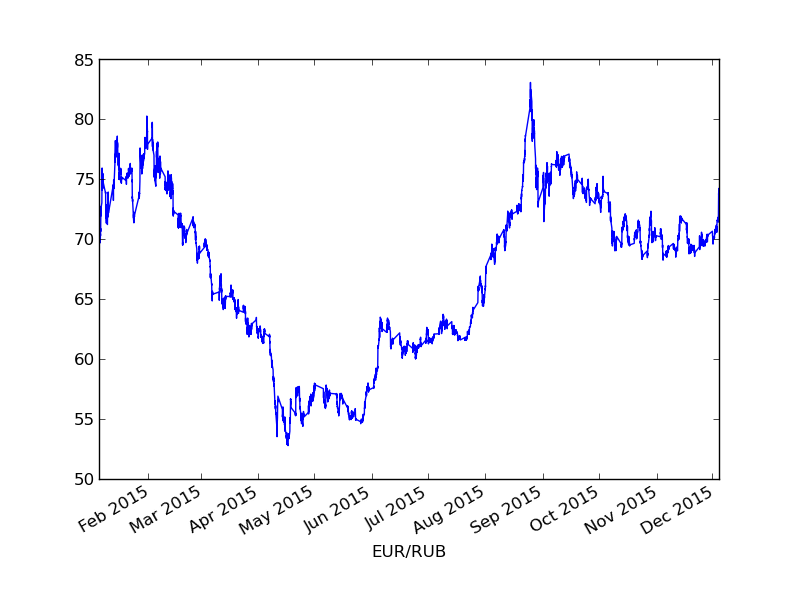 85
80
75
70
65
60
55
50
Feb 2015
Mar 2015
Apr 2015
May 2015
Jun 2015
Jul 2015
Aug 2015
Sep 2015
Oct 2015
Nov 2015
Dec 2015
EUR/RUB